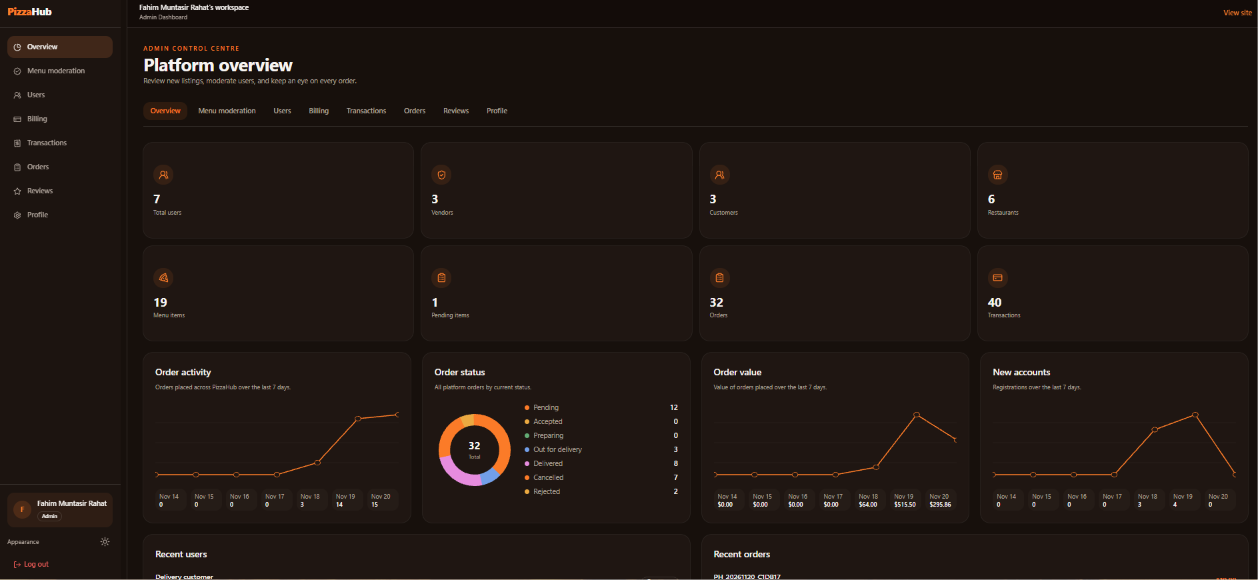 PizzaHub
Overview
Menu moderation
Users
Billing
Transactions
Orders
Reviews
Profile
F
Fahim Muntasir Rahat
Admin
Appearance
Log out
Fahim Muntasir Rahat's workspace
Admin Dashboard
View site
ADMIN CONTROL CENTRE
Platform overview
Review new listings, moderate users, and keep an eye on every order.
Overview Menu moderation Users Billing Transactions Orders Reviews Profile
7
Total users
3
Vendors
3
Customers
6
Restaurants
19
Menu items
1
Pending items
32
Orders
40
Transactions
Order activity
Orders placed across PizzaHub over the last 7 days.
Nov 14 Nov 15 Nov 16 Nov 17 Nov 18 Nov 19 Nov 20
0 0 0 0 3 14 15
Order status
All platform orders by current status.
32
Total
Pending 12
Accepted 0
Preparing 0
Out for delivery 3
Delivered 8
Cancelled 7
Rejected 2
Order value
Value of orders placed over the last 7 days.
Nov 14 Nov 15 Nov 16 Nov 17 Nov 18 Nov 19 Nov 20
$0.00 $0.00 $0.00 $0.00 $64.00 $515.50 $295.86
New accounts
Registrations over the last 7 days.
Nov 14 Nov 15 Nov 16 Nov 17 Nov 18 Nov 19 Nov 20
0 0 0 0 3 4 0
Recent users
Delivery customer
Recent orders
PH_20261120_C1D817